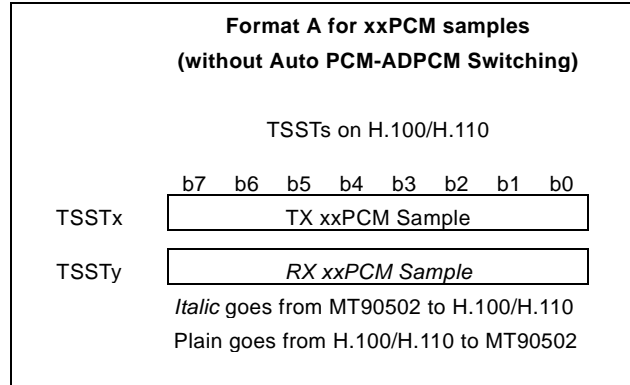 Format A for xxPCM samples
(without Auto PCM-ADPCM Switching)
TSSTs on H.100/H.110
b7 b6 b5 b4 b3 b2 b1 b0
TSSTx TX xxPCM Sample
TSSTy RX xxPCM Sample
Italic goes from MT90502 to H.100/H.110
Plain goes from H.100/H.110 to MT90502